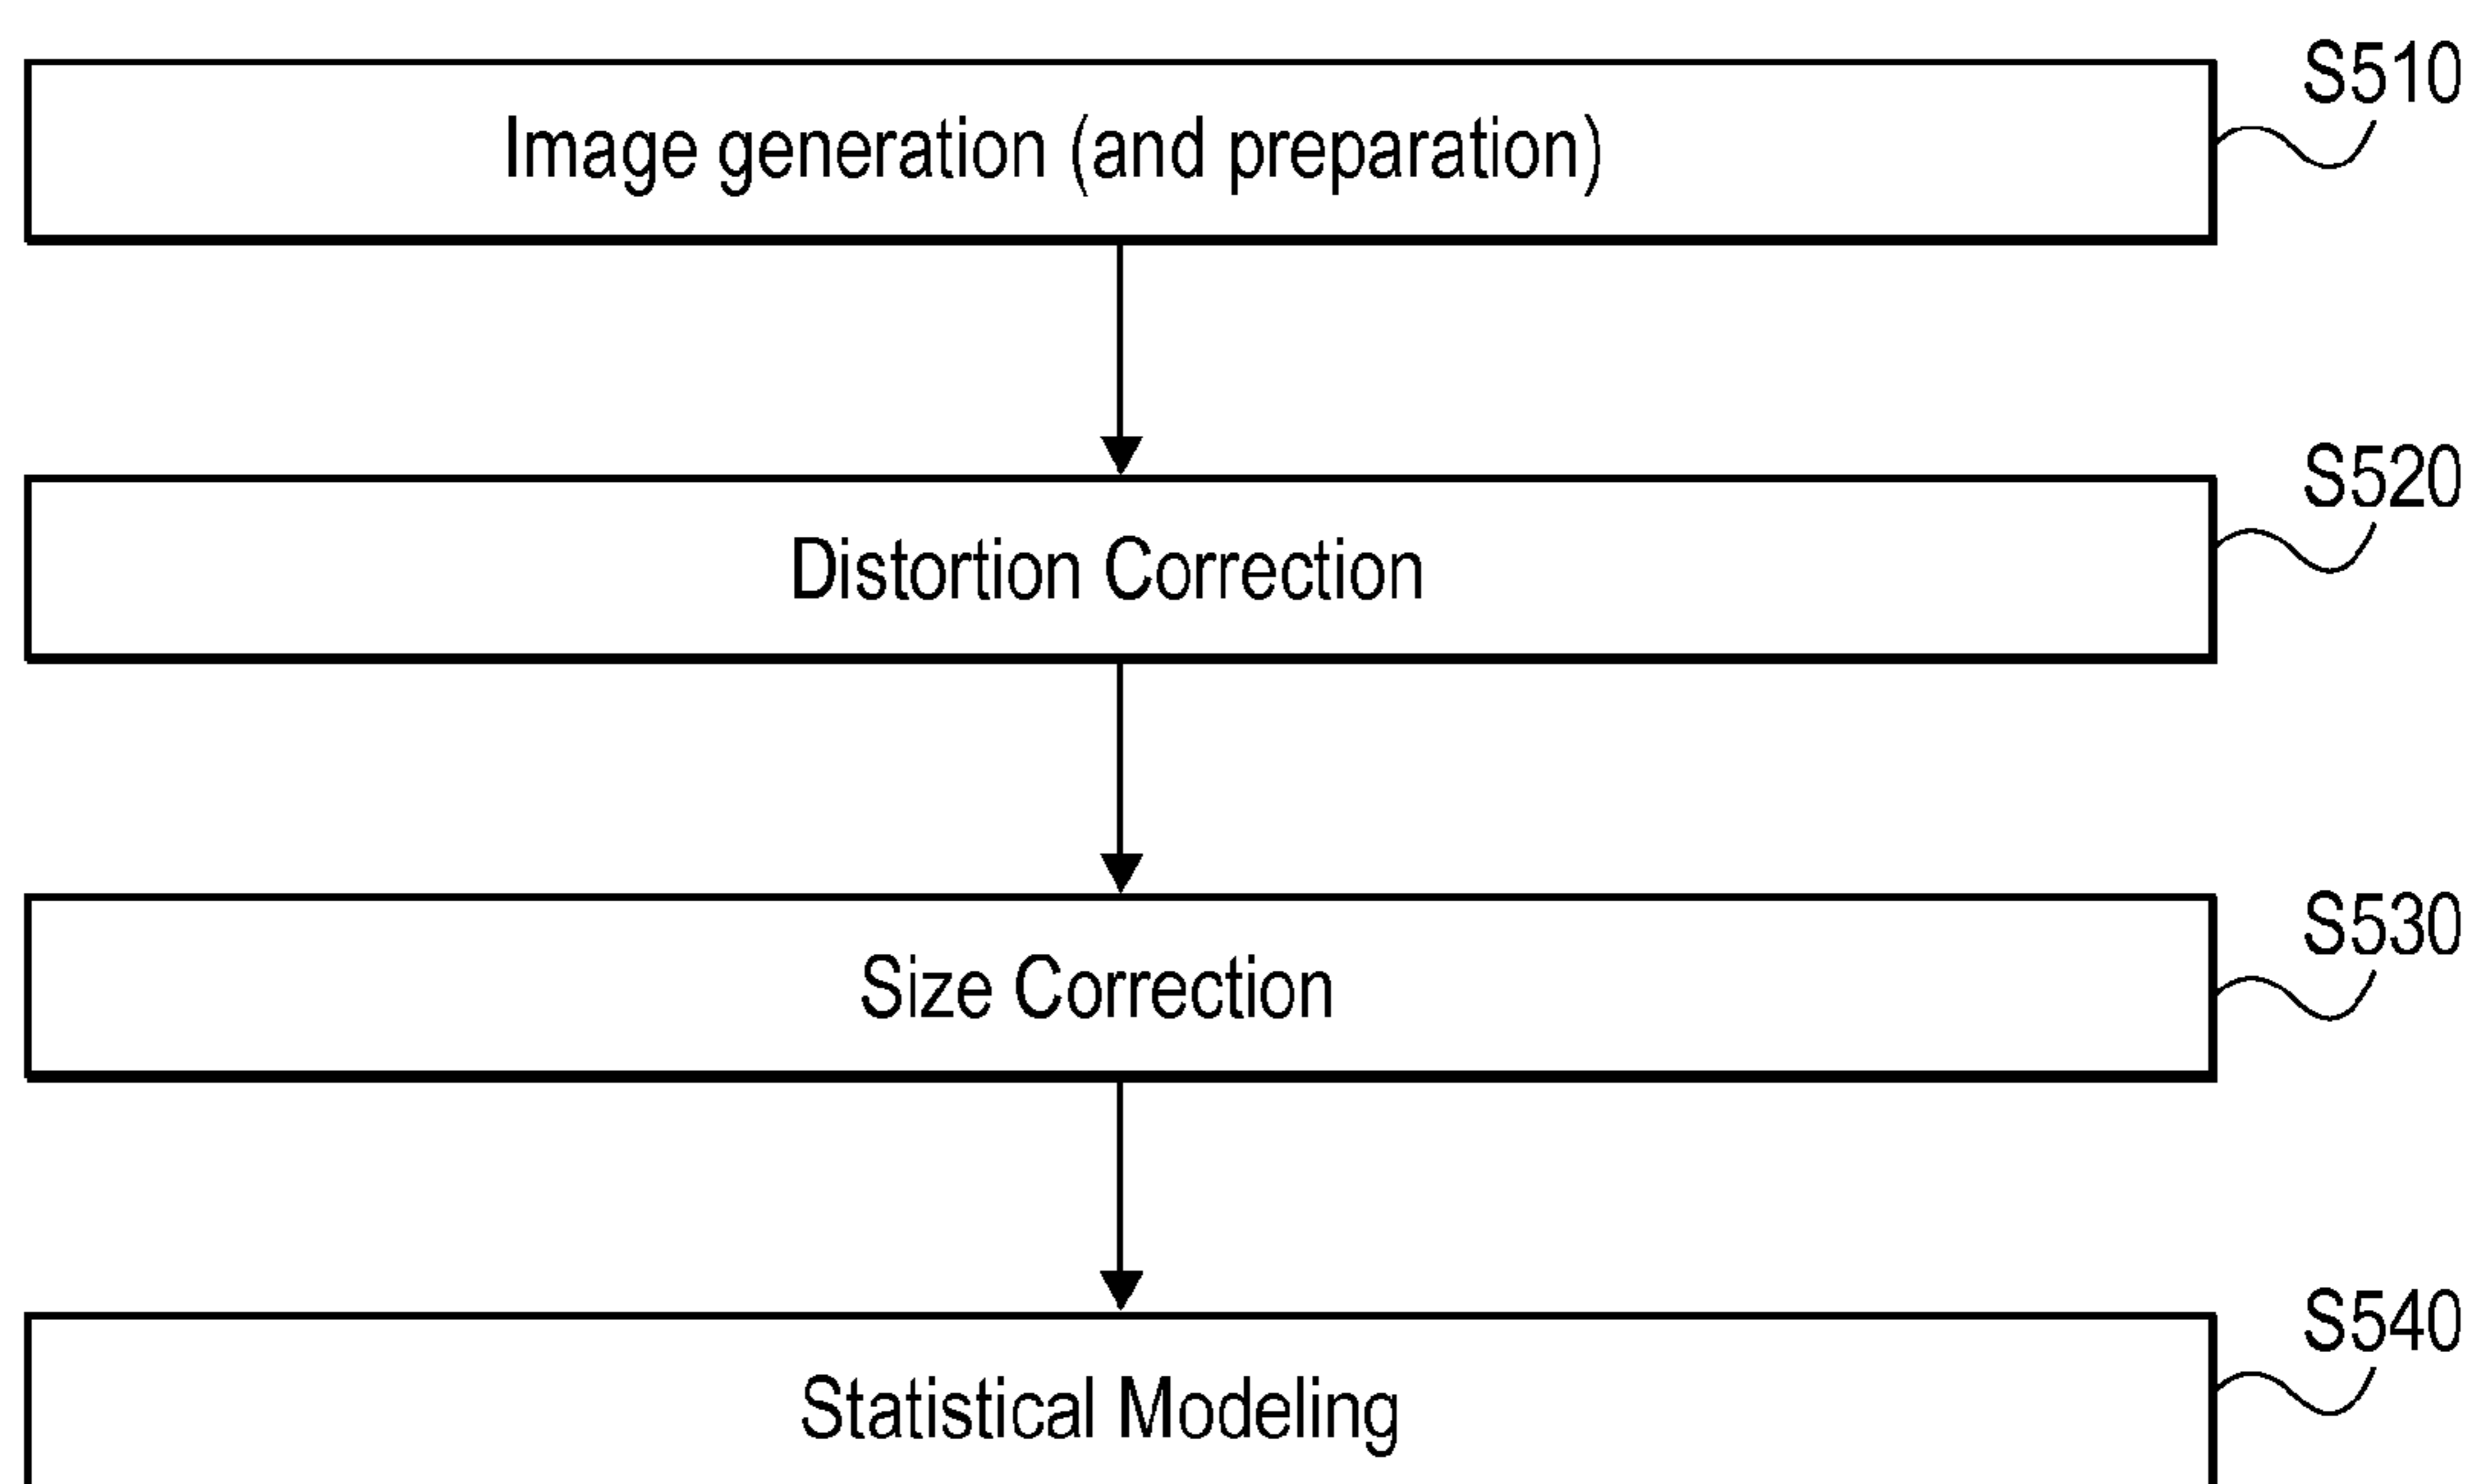 S510
Image generation (and preparation)
S520
Distortion Correction
S530
Size Correction
S540
Statistical Modeling